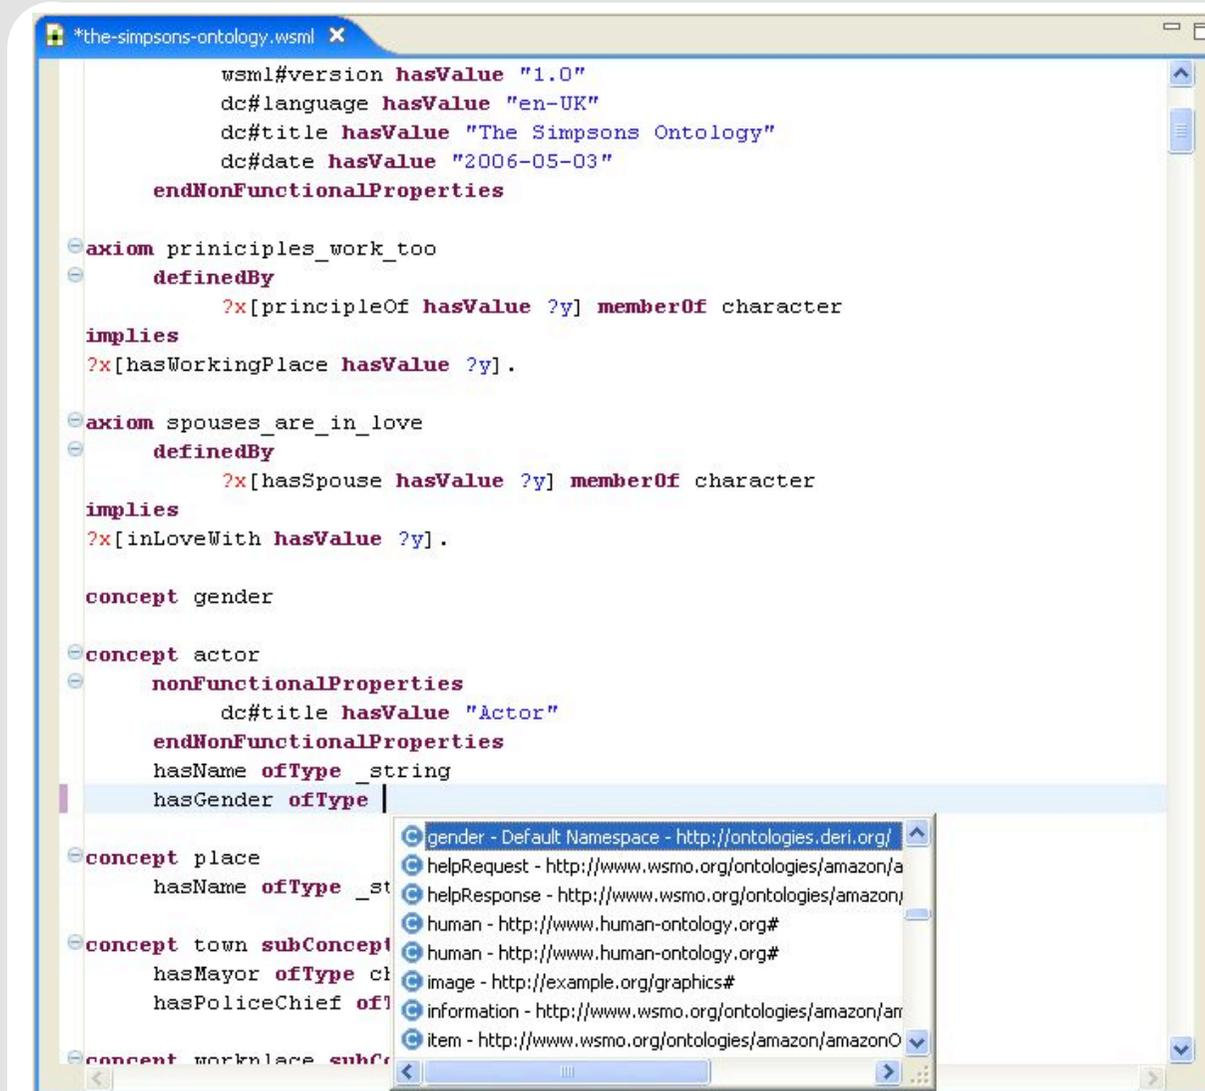 *the-simpsons-ontology.wsml
wsml#version hasValue "1.0"
dc#language hasValue "en-UK"
dc#title hasValue "The Simpsons Ontology"
dc#date hasValue "2006-05-03"
endNonFunctionalProperties
axiom priniciples_work_too
definedBy
?x[principleOf hasValue ?y] memberOf character
implies
?x[hasWorkingPlace hasValue ?y].
axiom spouses_are_in_love
definedBy
?x[hasSpouse hasValue ?y] memberOf character
implies
?x[inLoveWith hasValue ?y].
concept gender
concept actor
nonFunctionalProperties
dc#title hasValue "Actor"
endNonFunctionalProperties
hasName ofType _string
hasGender ofType
gender - Default Namespace - http://ontologies.deri.org/
helpRequest - http://www.wsmo.org/ontologies/amazon/a
helpResponse - http://www.wsmo.org/ontologies/amazon/
human - http://www.human-ontology.org#
human - http://www.human-ontology.org#
image - http://example.org/graphics#
information - http://www.wsmo.org/ontologies/amazon/am
item - http://www.wsmo.org/ontologies/amazon/amazonO
concept place
hasName ofType _st
concept town subConcept
hasMayor ofType ch
hasPoliceChief ofT
concept workplace subCo